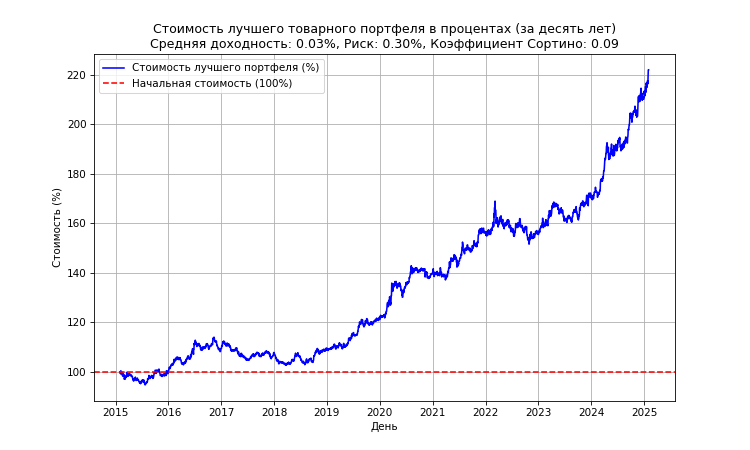 Стоимость лучшего товарного портфеля в процентах (за десять лет)
Средняя доходность: 0.03%, Риск: 0.30%, Коэффициент Сортино: 0.09
Стоимость лучшего портфеля (%)
Начальная стоимость (100%)
Стоимость (%)
220
200
180
160
140
120
100
2015 2016 2017 2018 2019 2020 2021 2022 2023 2024 2025
День